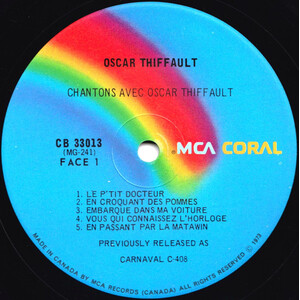 OSCAR THIFFAULT
CHANTONS AVEC OSCAR THIFFAULT
CB 33013
(MG-241)
FACE 1
MCA CORAL
1. LE P'TIT DOCTEUR
2. EN CROQUANT DES POMMES
3. EMBARQUE DANS MA VOITURE
4. VOUS QUI CONNAISSEZ L'HORLOGE
5. EN PASSANT PAR LA MATAWIN
PREVIOUSLY RELEASED AS
CARNAVAL C-408
MADE IN CANADA BY MCA RECORDS (CANADA) ALL RIGHTS RESERVED © 1973